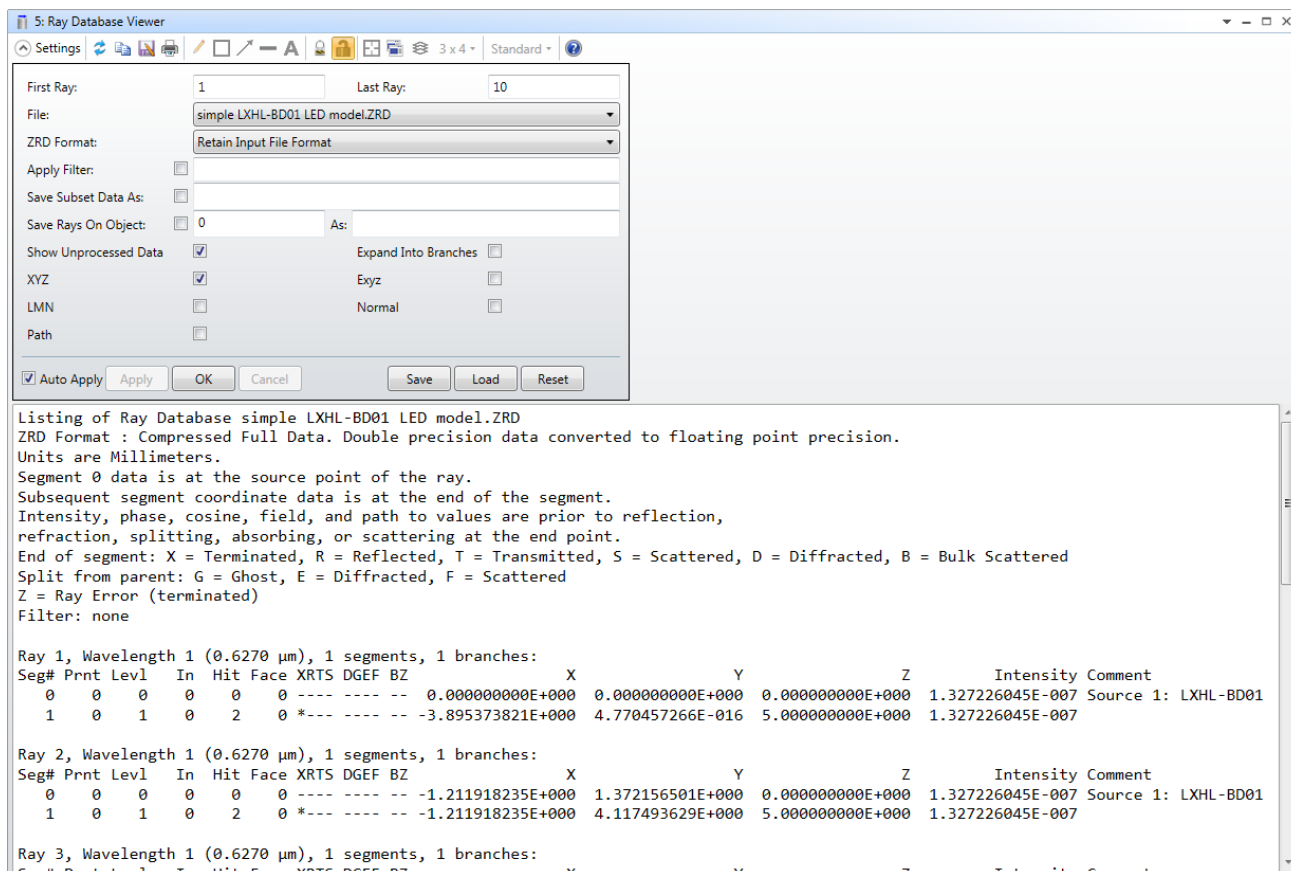 5: Ray Database Viewer
Settings A 3 x 4 Standard ?
First Ray: 1 Last Ray: 10
File: simple LXHL-BD01 LED model.ZRD
ZRD Format: Retain Input File Format
Apply Filter:
Save Subset Data As:
Save Rays On Object: 0 As:
Show Unprocessed Data Expand Into Branches
XYZ Exyz
LMN Normal
Path
Auto Apply Apply OK Cancel Save Load Reset
Listing of Ray Database simple LXHL-BD01 LED model.ZRD
ZRD Format : Compressed Full Data. Double precision data converted to floating point precision.
Units are Millimeters.
Segment 0 data is at the source point of the ray.
Subsequent segment coordinate data is at the end of the segment.
Intensity, phase, cosine, field, and path to values are prior to reflection,
refraction, splitting, absorbing, or scattering at the end point.
End of segment: X = Terminated, R = Reflected, T = Transmitted, S = Scattered, D = Diffracted, B = Bulk Scattered
Split from parent: G = Ghost, E = Diffracted, F = Scattered
Z = Ray Error (terminated)
Filter: none
Ray 1, Wavelength 1 (0.6270 µm), 1 segments, 1 branches:
Seg# Prnt Levl In Hit Face XRTS DGEF BZ X Y Z Intensity Comment
0 0 0 0 0 0 ---- ---- -- 0.000000000E+000 0.000000000E+000 0.000000000E+000 1.327226045E-007 Source 1: LXHL-BD01
1 0 1 0 2 0 *--- ---- -- -3.895373821E+000 4.770457266E-016 5.000000000E+000 1.327226045E-007
Ray 2, Wavelength 1 (0.6270 µm), 1 segments, 1 branches:
Seg# Prnt Levl In Hit Face XRTS DGEF BZ X Y Z Intensity Comment
0 0 0 0 0 0 ---- ---- -- -1.211918235E+000 1.372156501E+000 0.000000000E+000 1.327226045E-007 Source 1: LXHL-BD01
1 0 1 0 2 0 *--- ---- -- -1.211918235E+000 4.117493629E+000 5.000000000E+000 1.327226045E-007
Ray 3, Wavelength 1 (0.6270 µm), 1 segments, 1 branches: